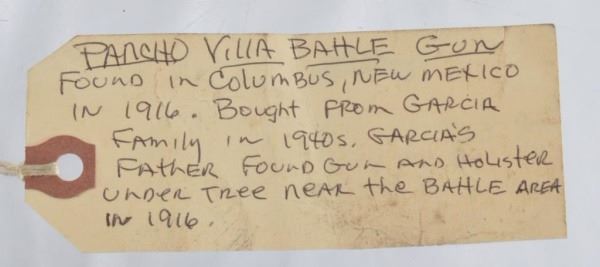 PANCHO VILLA BATTLE GUN
FOUND IN COLUMBUS, NEW MEXICO
IN 1916. BOUGHT FROM GARCIA
FAMILY IN 1940s. GARCIA'S
FATHER FOUND GUN AND HOLISTER
UNDER TREE NEAR THE BATTLE AREA
IN 1916.